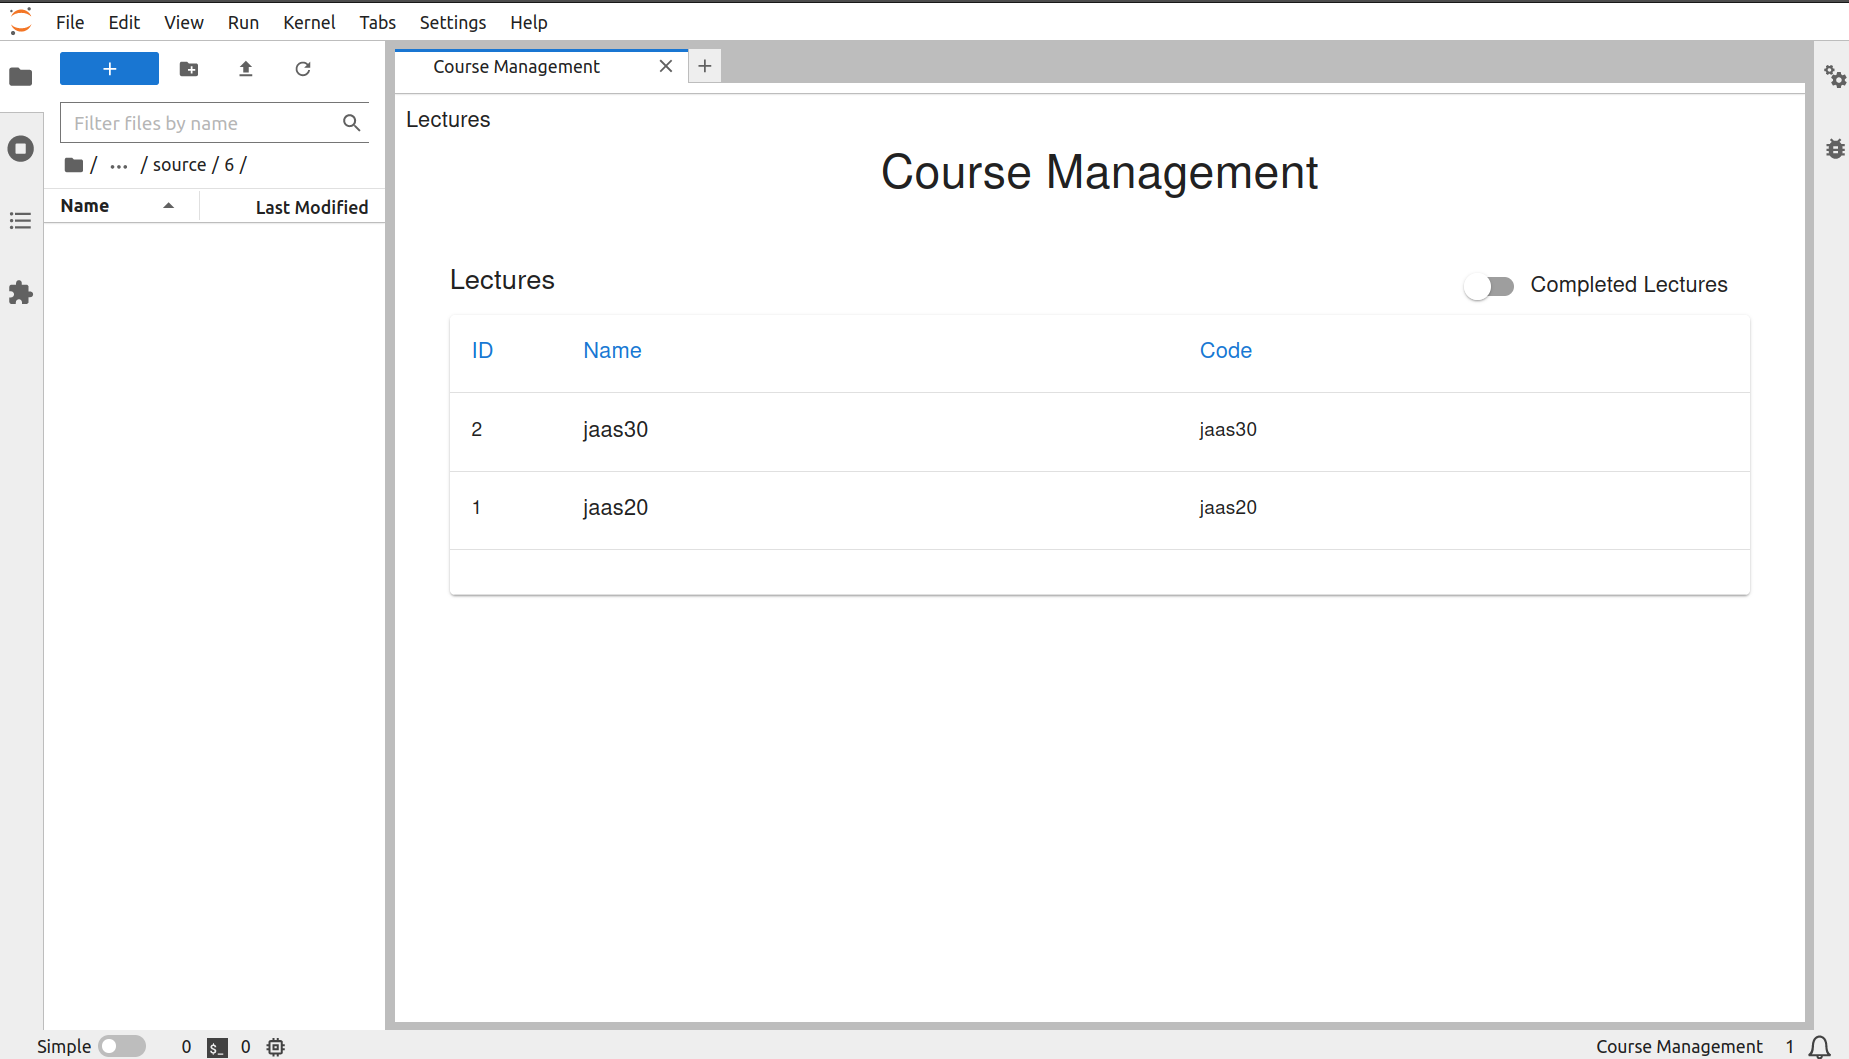 File Edit View Run Kernel Tabs Settings Help
+
Filter files by name
/ ... / source / 6 /
Name Last Modified
Course Management
Lectures
Course Management
Lectures
Completed Lectures
ID Name Code
2 jaas30 jaas30
1 jaas20 jaas20
Simple 0 $_ 0 Course Management 1